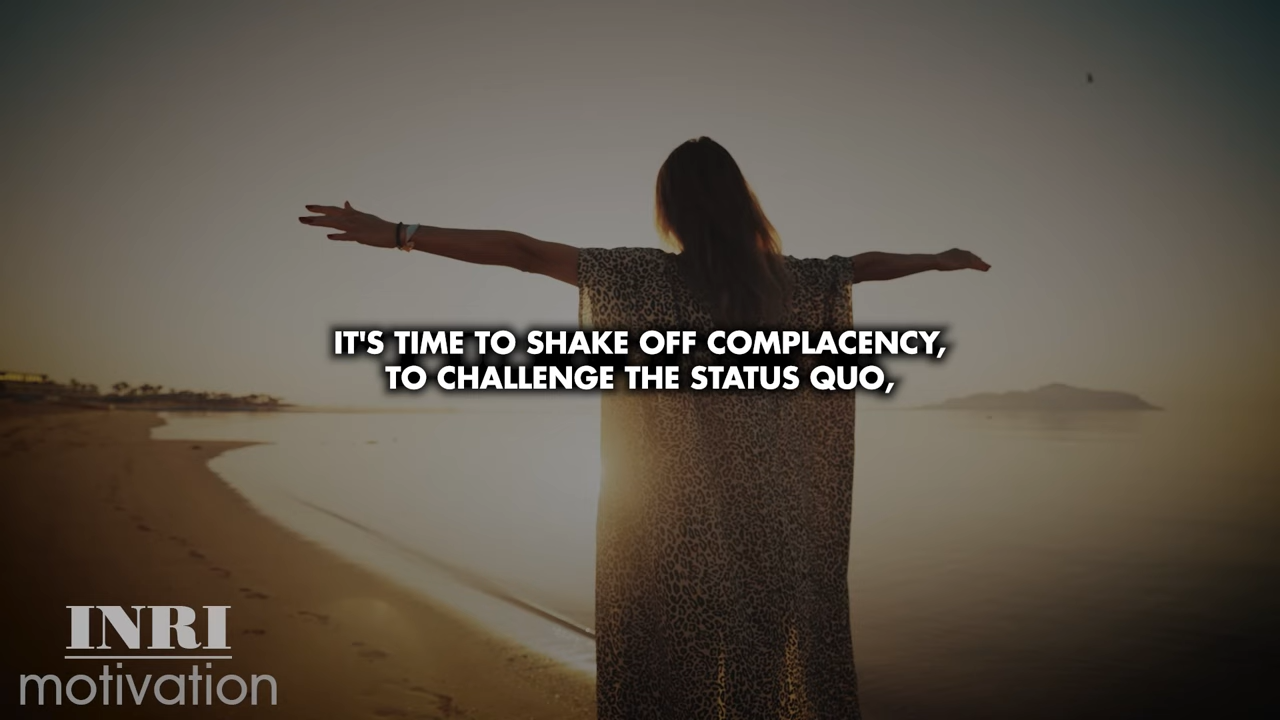 IT'S TIME TO SHAKE OFF COMPLACENCY,
TO CHALLENGE THE STATUS QUO,
INRI
motivation